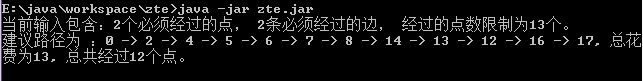 E:\java\workspace\zte>java -jar zte.jar
当前输入包含：2个必须经过的点， 2条必须经过的边， 经过的点数限制为13个。
建议路径为 ：0 -> 2 -> 4 -> 5 -> 6 -> 7 -> 8 -> 14 -> 13 -> 12 -> 16 -> 17，总花
费为13，总共经过12个点。